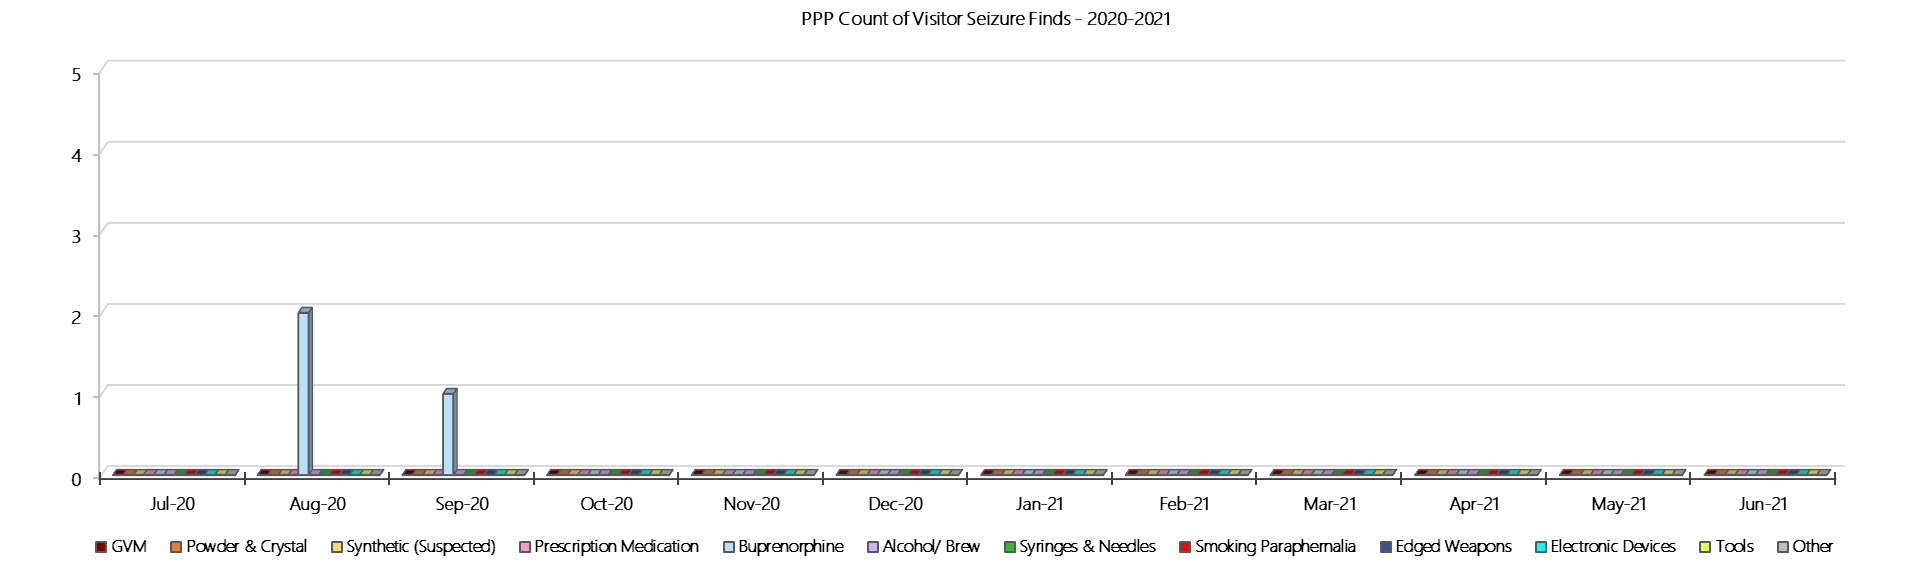 PPP Count of Visitor Seizure Finds - 2020-2021
5
4
3
2
1
0
Jul-20 Aug-20 Sep-20 Oct-20 Nov-20 Dec-20 Jan-21 Feb-21 Mar-21 Apr-21 May-21 Jun-21
GVM Powder & Crystal Synthetic (Suspected) Prescription Medication Buprenorphine Alcohol/ Brew Syringes & Needles Smoking Paraphernalia Edged Weapons Electronic Devices Tools Other